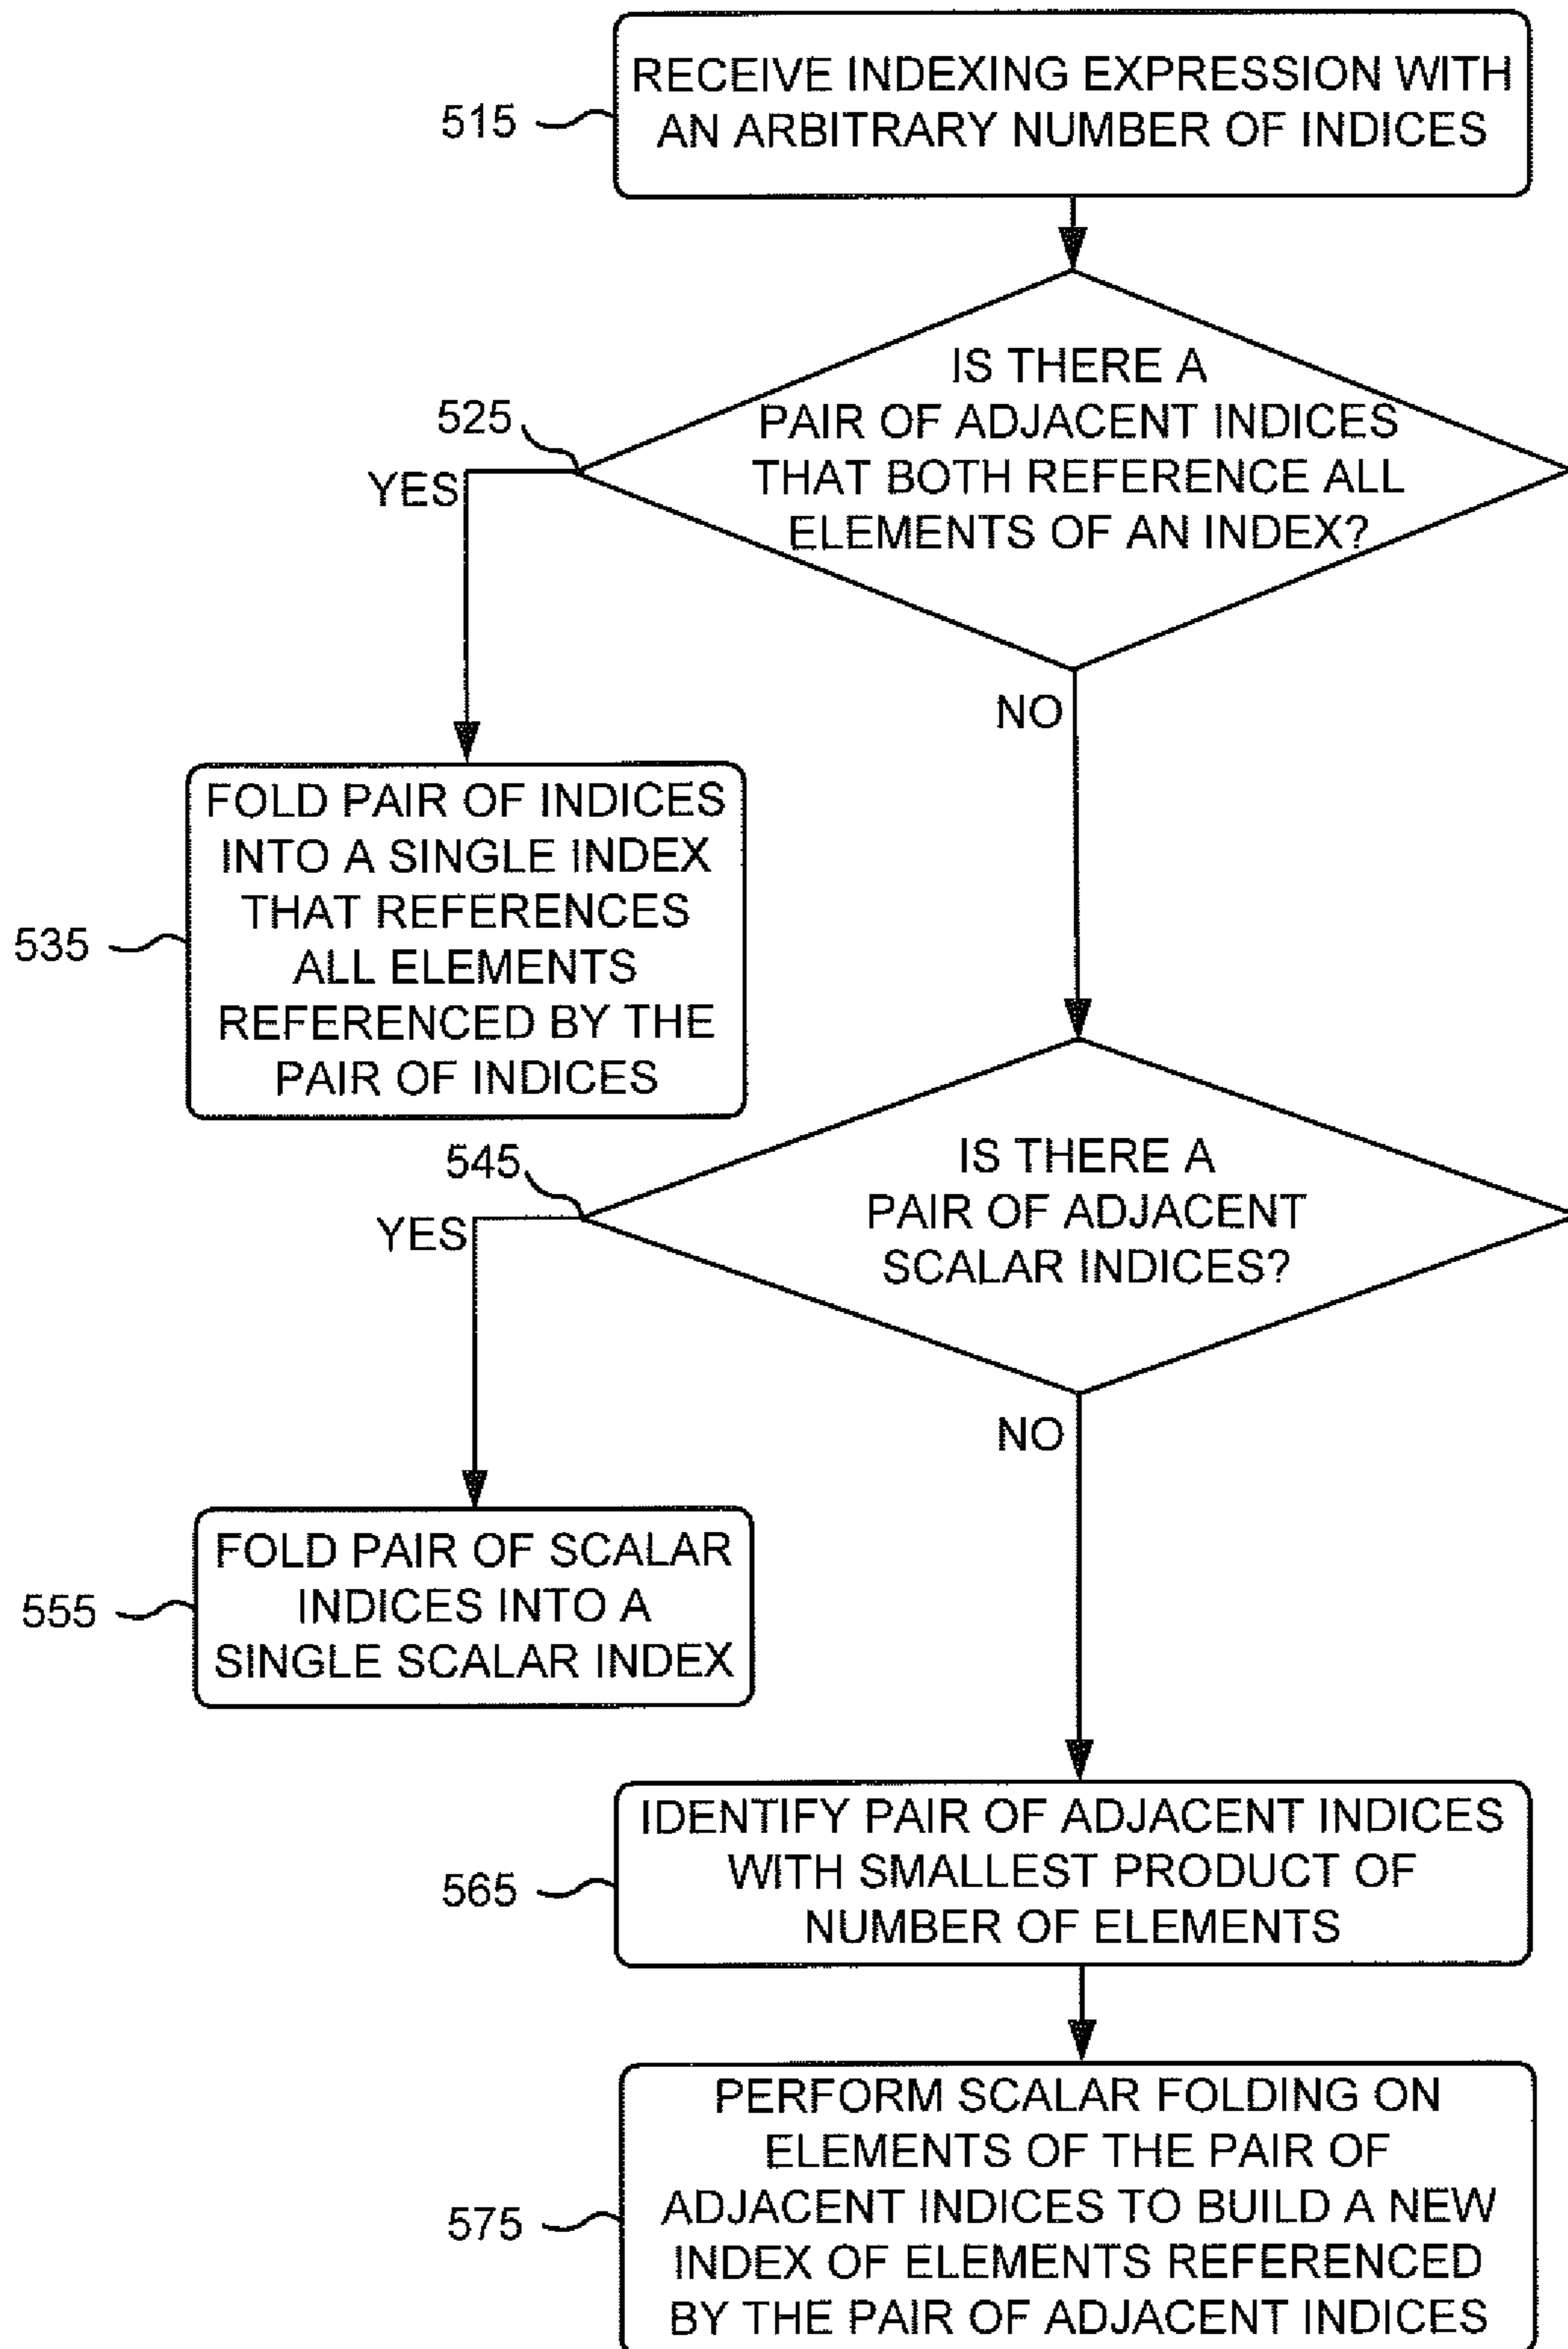 RECEIVE INDEXING EXPRESSION WITH
AN ARBITRARY NUMBER OF INDICES
515
IS THERE A
PAIR OF ADJACENT INDICES
THAT BOTH REFERENCE ALL
ELEMENTS OF AN INDEX?
525
YES
NO
FOLD PAIR OF INDICES
INTO A SINGLE INDEX
THAT REFERENCES
ALL ELEMENTS
REFERENCED BY THE
PAIR OF INDICES
535
IS THERE A
PAIR OF ADJACENT
SCALAR INDICES?
545
YES
NO
FOLD PAIR OF SCALAR
INDICES INTO A
SINGLE SCALAR INDEX
555
IDENTIFY PAIR OF ADJACENT INDICES
WITH SMALLEST PRODUCT OF
NUMBER OF ELEMENTS
565
PERFORM SCALAR FOLDING ON
ELEMENTS OF THE PAIR OF
ADJACENT INDICES TO BUILD A NEW
INDEX OF ELEMENTS REFERENCED
BY THE PAIR OF ADJACENT INDICES
575